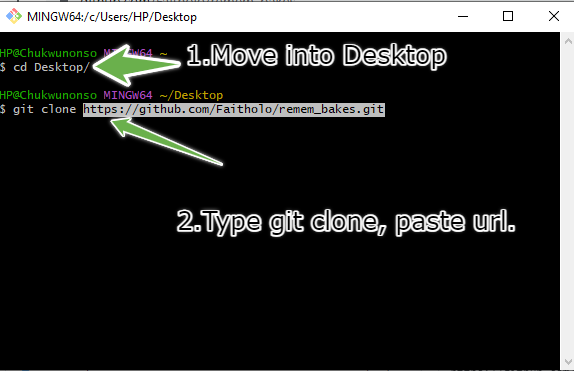 MINGW64:/c/Users/HP/Desktop
HP@Chukwunonso MINGW64 ~
$ cd Desktop/
1.Move into Desktop
HP@Chukwunonso MINGW64 ~/Desktop
$ git clone https://github.com/Faitholo/remem_bakes.git
2.Type git clone, paste url.